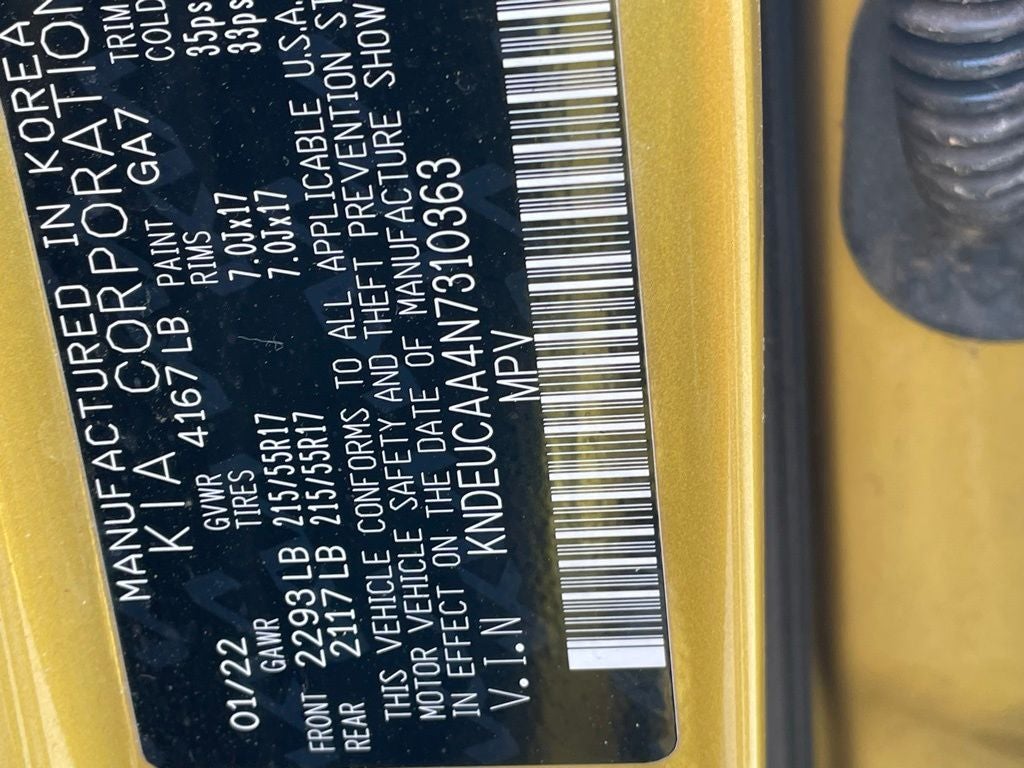 MANUFACTURED IN KOREA
KIA CORPORATION
01/22 GVWR 4167 LB PAINT GA7 TRIM
GAWR TIRES RIMS COLD
FRONT 2293 LB 215/55R17 7.0Jx17 35ps
REAR 2117 LB 215/55R17 7.0Jx17 33ps
THIS VEHICLE CONFORMS TO ALL APPLICABLE U.S.A.
MOTOR VEHICLE SAFETY AND THEFT PREVENTION ST
IN EFFECT ON THE DATE OF MANUFACTURE SHOW
V.I.N KNDEUCAA4N7310363
MPV